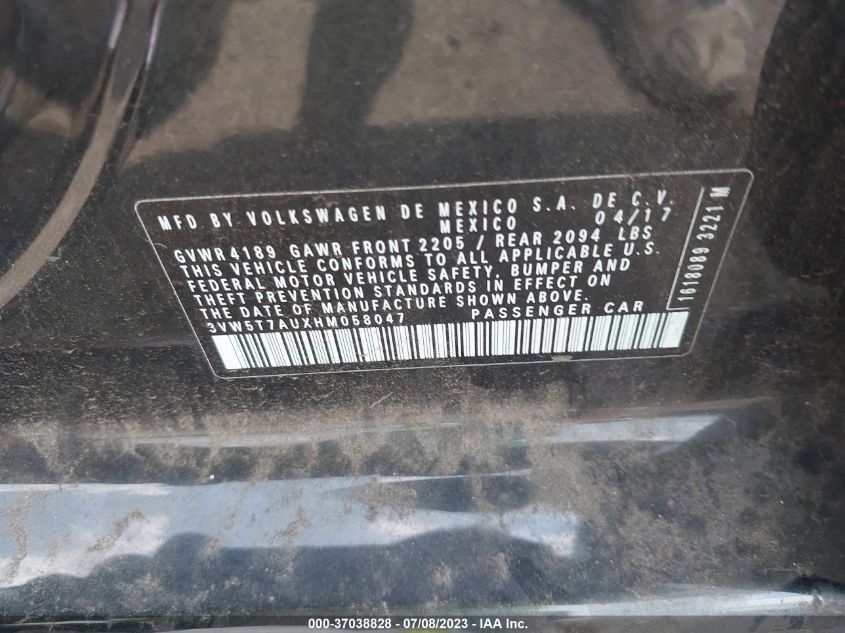 MFD BY VOLKSWAGEN DE MEXICO S.A. DE C.V.
MEXICO 04/17
GVWR4189 GAWR FRONT 2205 / REAR 2094 LBS
THIS VEHICLE CONFORMS TO ALL APPLICABLE U.S.
FEDERAL MOTOR VEHICLE SAFETY, BUMPER AND
THEFT PREVENTION STANDARDS IN EFFECT ON
THE DATE OF MANUFACTURE SHOWN ABOVE.
3VW5T7AUXHM058047 PASSENGER CAR
1618089 3221 M
000-37038828 - 07/08/2023 - IAA Inc.